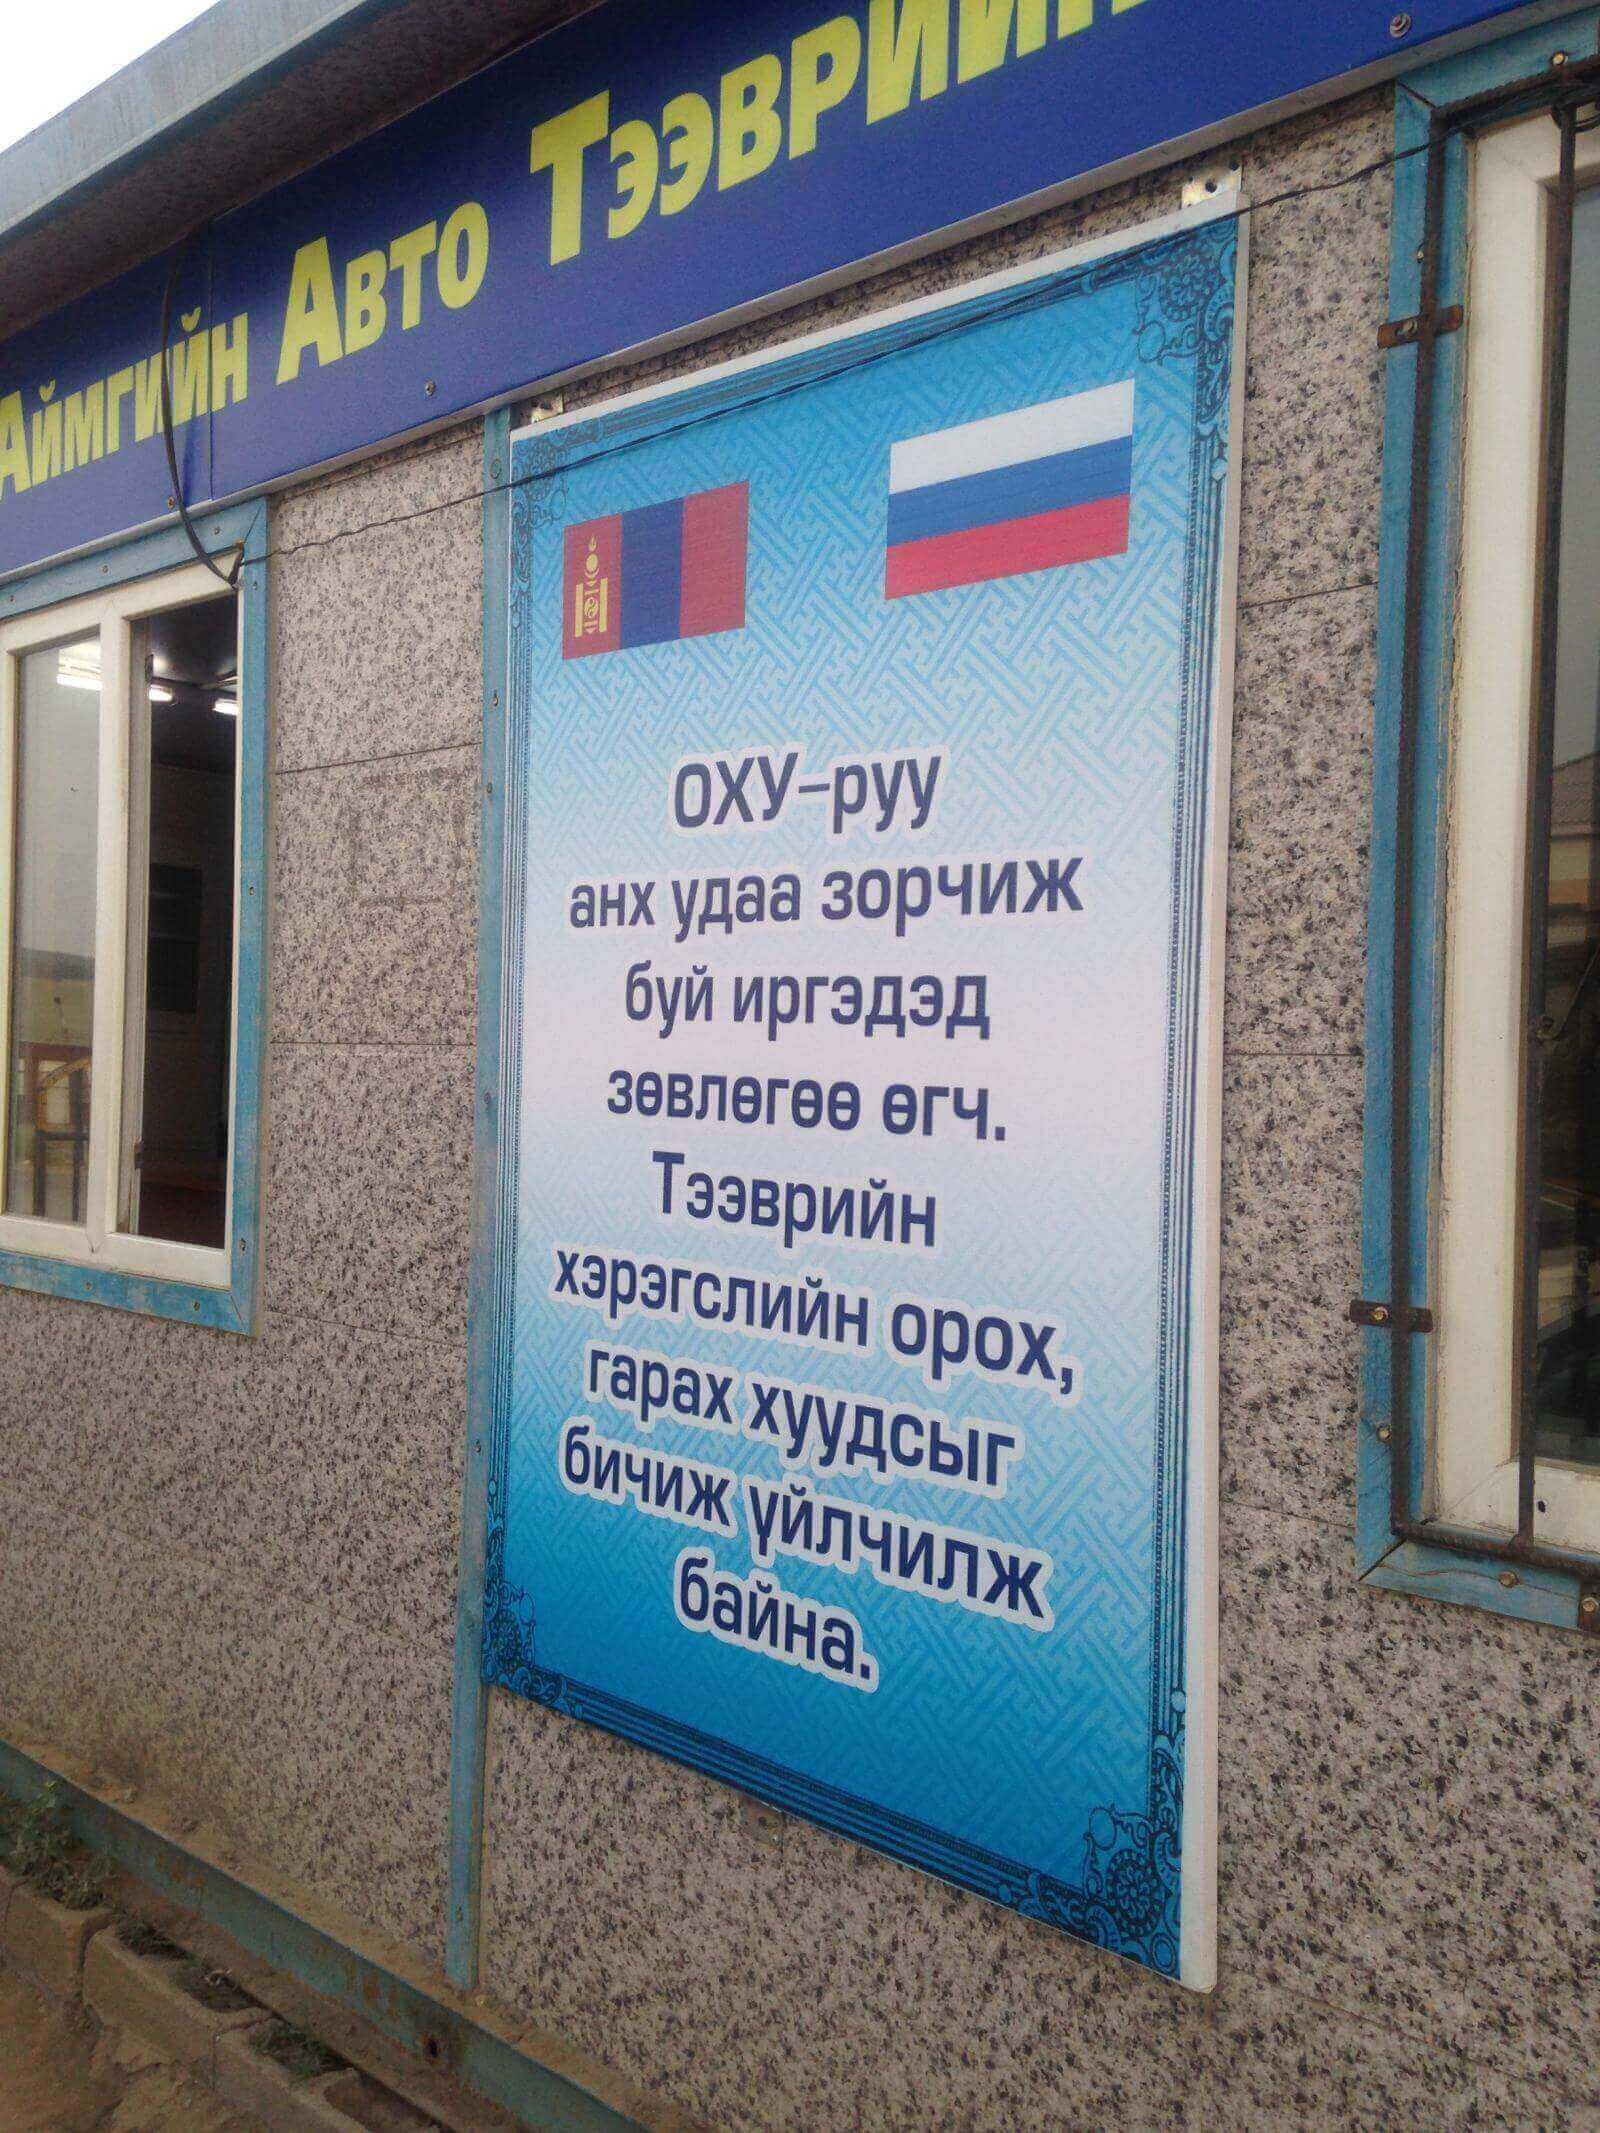 Аймгийн Авто Тээврийн
ОХУ-руу
анх удаа зорчиж
буй иргэдэд
зөвлөгөө өгч.
Тээврийн
хэрэгслийн орох,
гарах хуудсыг
бичиж үйлчилж
байна.